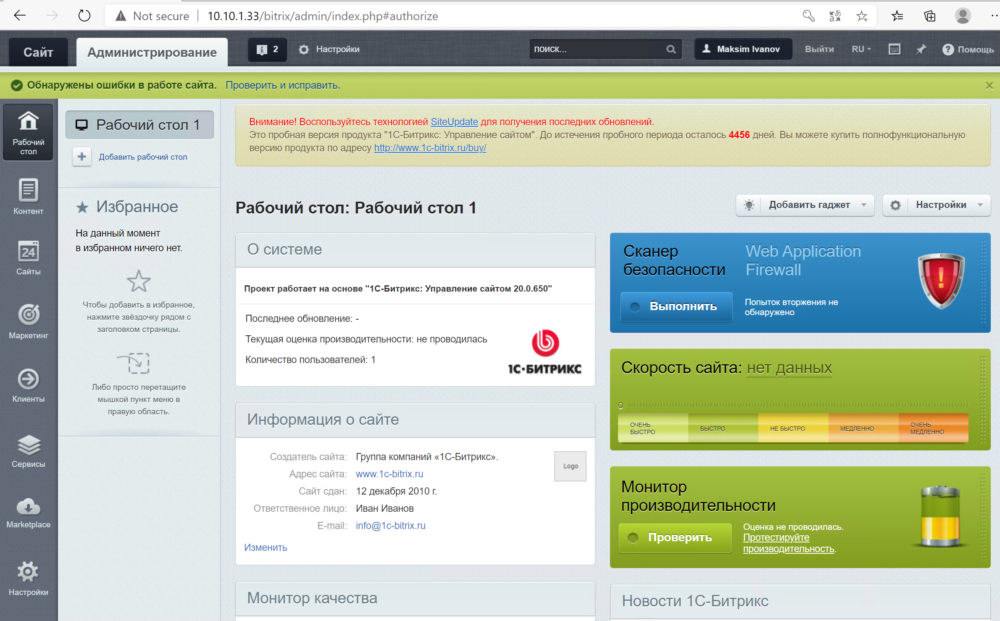 Not secure
10.10.1.33/bitrix/admin/index.php#authorize
Сайт
Администрирование
2
Настройки
поиск...
Maksim Ivanov
Выйти
RU
Помощь
Обнаружены ошибки в работе сайта. Проверить и исправить.
Рабочий
стол
Контент
24
Сайты
Маркетинг
Клиенты
Сервисы
Marketplace
Настройки
Рабочий стол 1
Добавить рабочий стол
Избранное
На данный момент
в избранном ничего нет.
Чтобы добавить в избранное,
нажмите звёздочку рядом с
заголовком страницы.
Либо просто перетащите
мышкой пункт меню в
правую область.
Внимание! Воспользуйтесь технологией SiteUpdate для получения последних обновлений.
Это пробная версия продукта "1С-Битрикс: Управление сайтом". До истечения пробного периода осталось 4456 дней. Вы можете купить полнофункциональную
версию продукта по адресу http://www.1c-bitrix.ru/buy/
Рабочий стол: Рабочий стол 1
Добавить гаджет
Настройки
О системе
Проект работает на основе "1С-Битрикс: Управление сайтом 20.0.650"
Последнее обновление: -
Текущая оценка производительности: не проводилась
Количество пользователей: 1
1С·БИТРИКС
Информация о сайте
Создатель сайта: Группа компаний «1С-Битрикс».
Адрес сайта: www.1c-bitrix.ru
Сайт сдан: 12 декабря 2010 г.
Ответственное лицо: Иван Иванов
E-mail: info@1c-bitrix.ru
Logo
Изменить
Монитор качества
Сканер
безопасности
Web Application
Firewall
Выполнить
Попыток вторжения не
обнаружено
Скорость сайта: нет данных
0
ОЧЕНЬ
БЫСТРО
БЫСТРО
НЕ БЫСТРО
МЕДЛЕННО
ОЧЕНЬ
МЕДЛЕННО
Монитор
производительности
Проверить
Оценка не проводилась.
Протестируйте
производительность.
Новости 1С-Битрикс